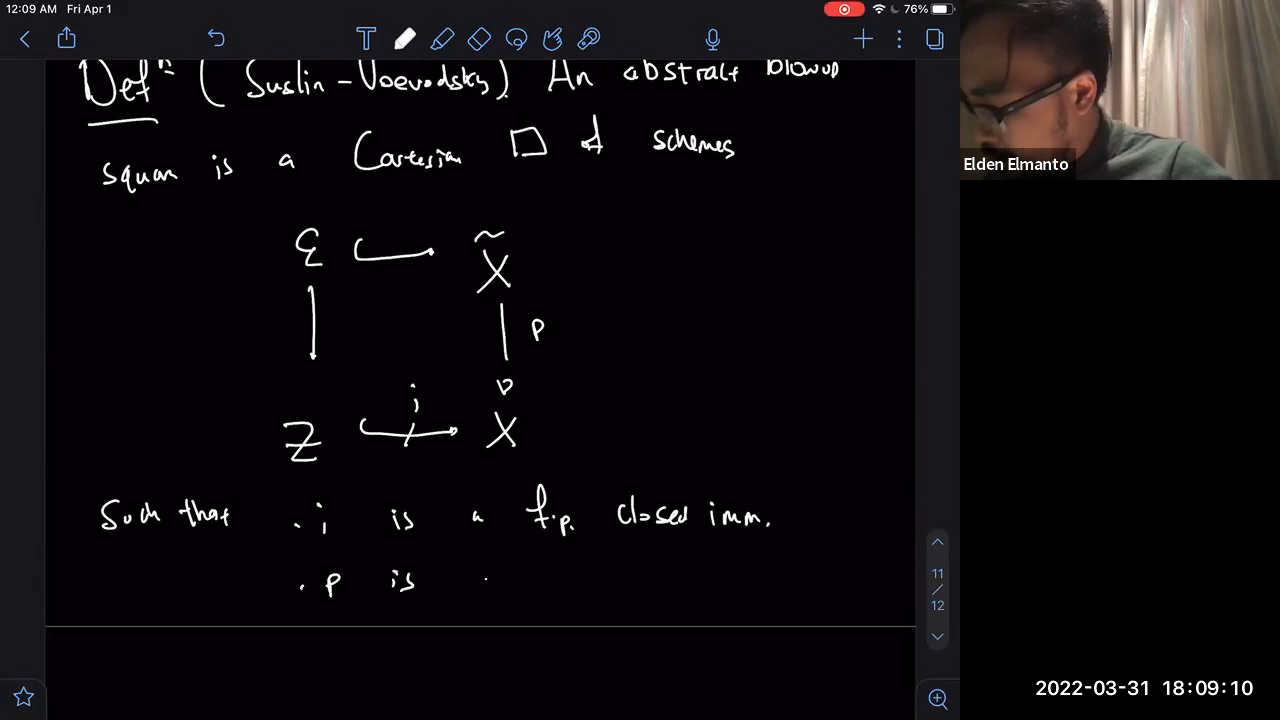 12:09 AM Fri Apr 1
76%
Defⁿ (Suslin-Voevodsky) An abstract blowup
square is a Cartesian □ of schemes
E X̃
p
i
Z X
Such that . i is a f.p. closed imm.
. p is
11
/
12
Elden Elmanto
2022-03-31 18:09:10